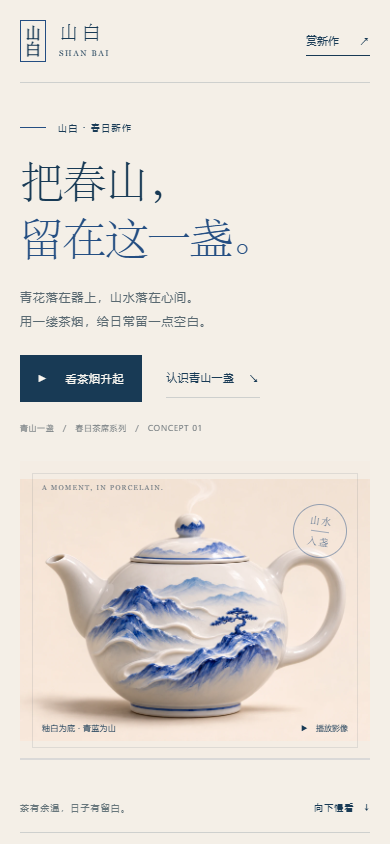 山白
山白
SHAN BAI
赏新作 ↗
山白 · 春日新作
把春山，
留在这一盏。
青花落在器上，山水落在心间。
用一缕茶烟，给日常留一点空白。
▶ 看茶烟升起
认识青山一盏 ↘
青山一盏 / 春日茶席系列 / CONCEPT 01
A MOMENT, IN PORCELAIN.
山水
入盏
釉白为底 · 青蓝为山
▶ 播放影像
茶有余温，日子有留白。
向下慢看 ↓